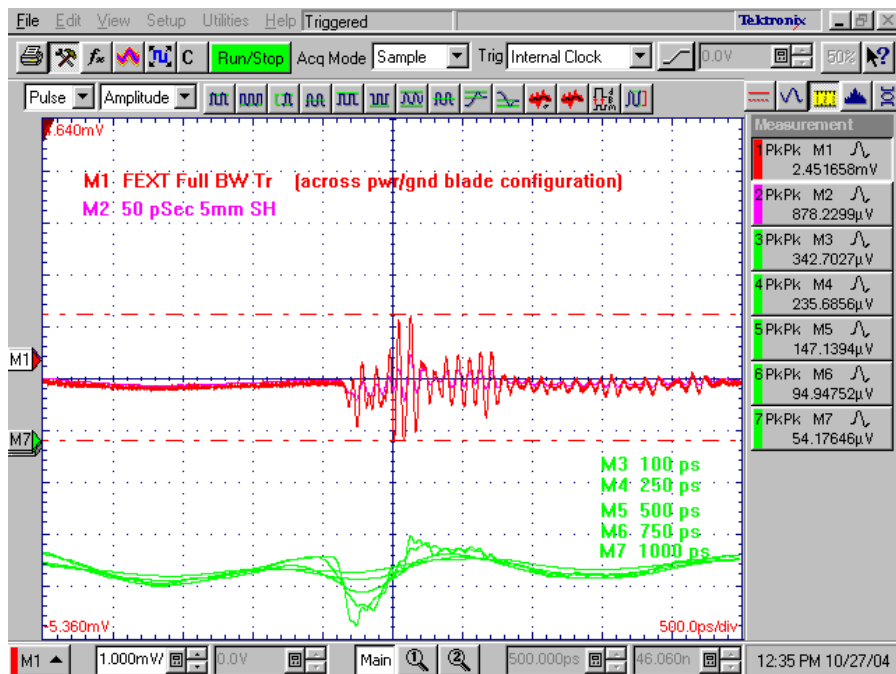 File Edit View Setup Utilities Help Triggered Tektronix
C Run/Stop Acq Mode Sample Trig Internal Clock 0.0V 50% ?
Pulse Amplitude
Measurement
4.640mV
M1: FEXT Full BW Tr (across pwr/gnd blade configuration)
M2: 50 pSec 5mm SH
1 PkPk M1
2.451658mV
2 PkPk M2
878.2299µV
3 PkPk M3
342.7027µV
4 PkPk M4
235.6856µV
5 PkPk M5
147.1394µV
6 PkPk M6
94.94752µV
7 PkPk M7
54.17646µV
M1
M7
M3 100 ps
M4 250 ps
M5 500 ps
M6 750 ps
M7 1000 ps
-5.360mV 500.0ps/div
M1 1.000mV/ 0.0V Main 1 2 500.000ps 46.060n 12:35 PM 10/27/04